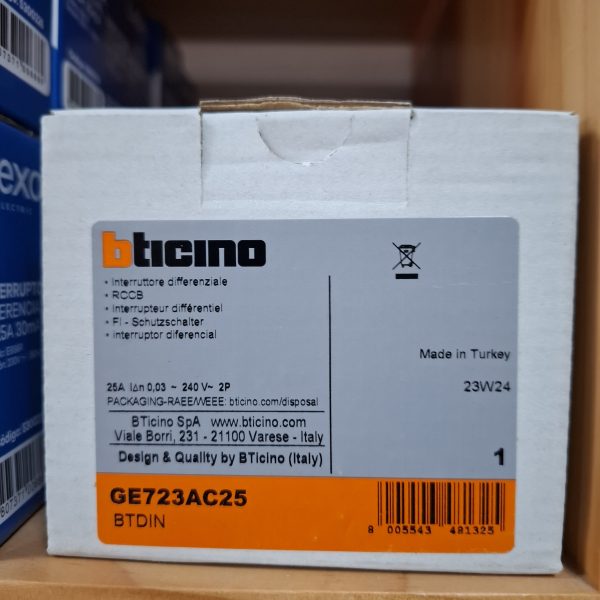 bticino
• Interruttore differenziale
• RCCB
• Interrupteur différentiel
• FI - Schutzschalter
• Interruptor diferencial
Made in Turkey
23W24
25A I∆n 0,03 ~ 240 V~ 2P
PACKAGING-RAEE/WEEE: bticino.com/disposal
BTicino SpA www.bticino.com
Viale Borri, 231 - 21100 Varese - Italy
Design & Quality by BTicino (Italy)
1
GE723AC25
BTDIN
8 005543 481325
exc
ELECTRIC